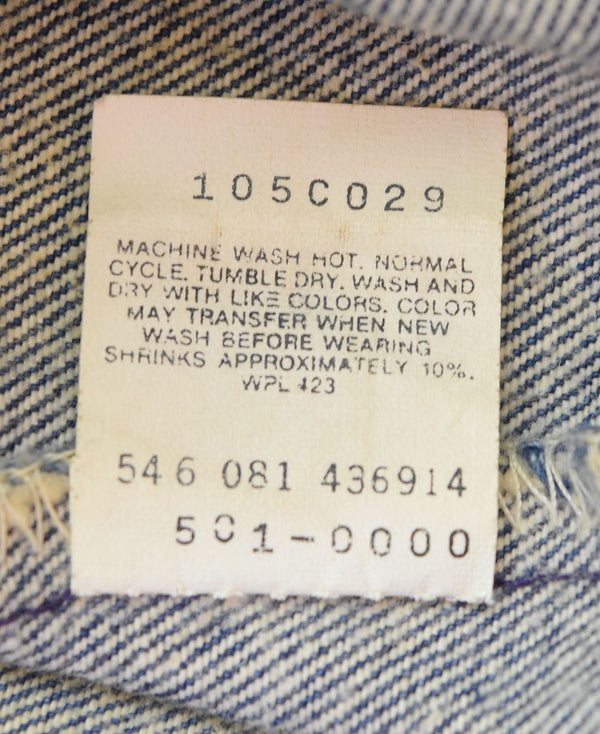 105C029
MACHINE WASH HOT. NORMAL
CYCLE. TUMBLE DRY. WASH AND
DRY WITH LIKE COLORS. COLOR
MAY TRANSFER WHEN NEW
WASH BEFORE WEARING
SHRINKS APPROXIMATELY 10%.
WPL 423
546 081 436914
501-0000